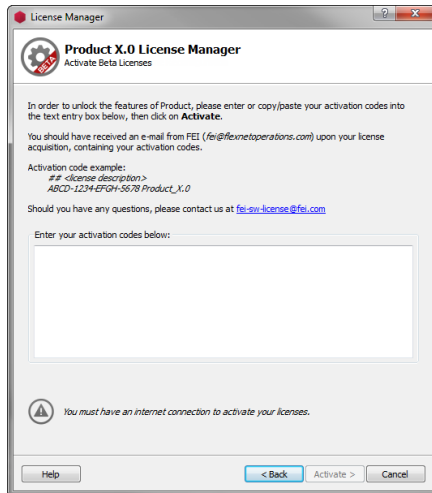 License Manager
Product X.0 License Manager
Activate Beta Licenses
BETA
In order to unlock the features of Product, please enter or copy/paste your activation codes into
the text entry box below, then click on Activate.
You should have received an e-mail from FEI (fei@flexnetoperations.com) upon your license
acquisition, containing your activation codes.
Activation code example:
## <license description>
ABCD-1234-EFGH-5678 Product_X.0
Should you have any questions, please contact us at fei-sw-license@fei.com
Enter your activation codes below:
You must have an internet connection to activate your licenses.
Help
< Back
Activate >
Cancel